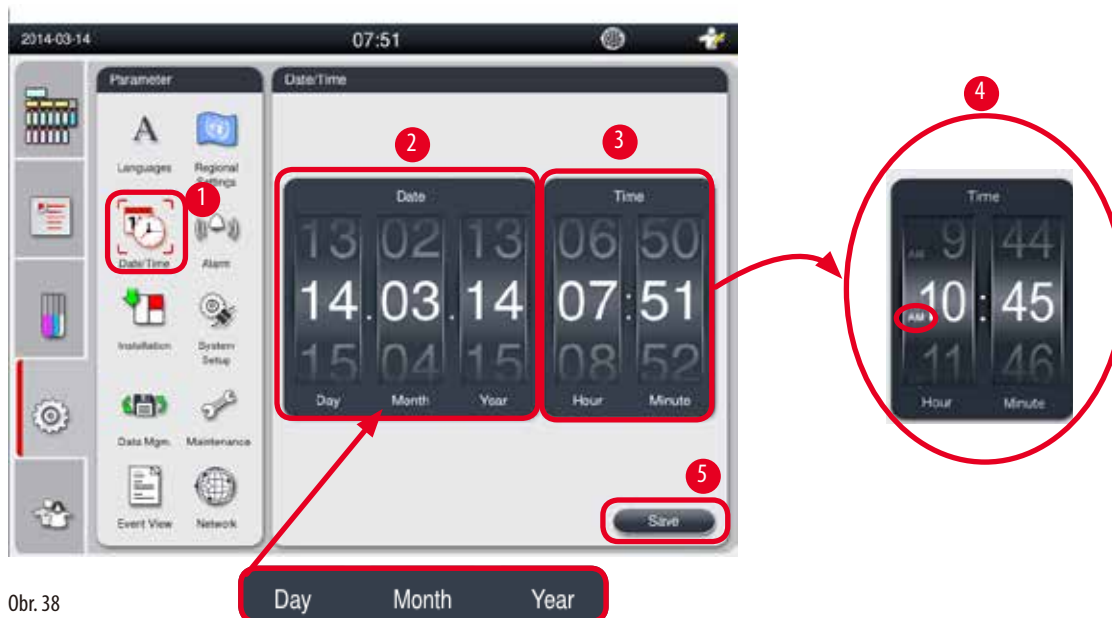 2014-03-14 07:51
Parameter
Languages
Regional Settings
Date/Time
Alarm
Installation
System Setup
Data Mgm.
Maintenance
Event View
Network
Date/Time
1
2
Date
13 02 13
14.03.14
15 04 15
Day Month Year
3
Time
06 50
07:51
08 52
Hour Minute
4
Time
AM 9 44
AM 10 : 45
11 46
Hour Minute
5
Save
Day Month Year
Obr. 38